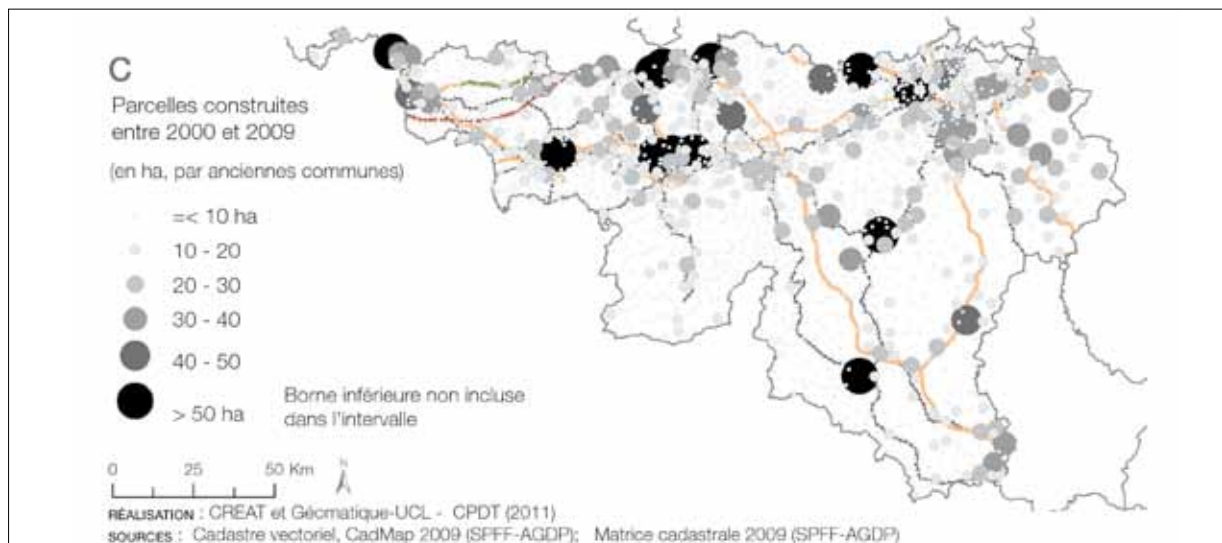 C
Parcelles construites
entre 2000 et 2009
(en ha, par anciennes communes)
=< 10 ha
10 - 20
20 - 30
30 - 40
40 - 50
> 50 ha
Borne inférieure non incluse
dans l'intervalle
0 25 50 Km
N
RÉALISATION : CREAT et Géomatique-UCL - CPDT (2011)
SOURCES : Cadastre vectoriel, CadMap 2009 (SPFF-AGDP); Matrice cadastrale 2009 (SPFF-AGDP)